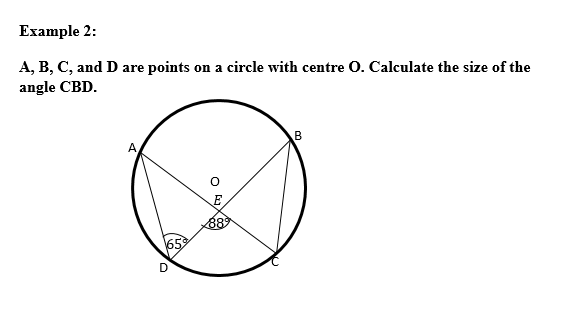 Example 2:
A, B, C, and D are points on a circle with centre O. Calculate the size of the
angle CBD.
B
A
O
E
88°
65°
D
C